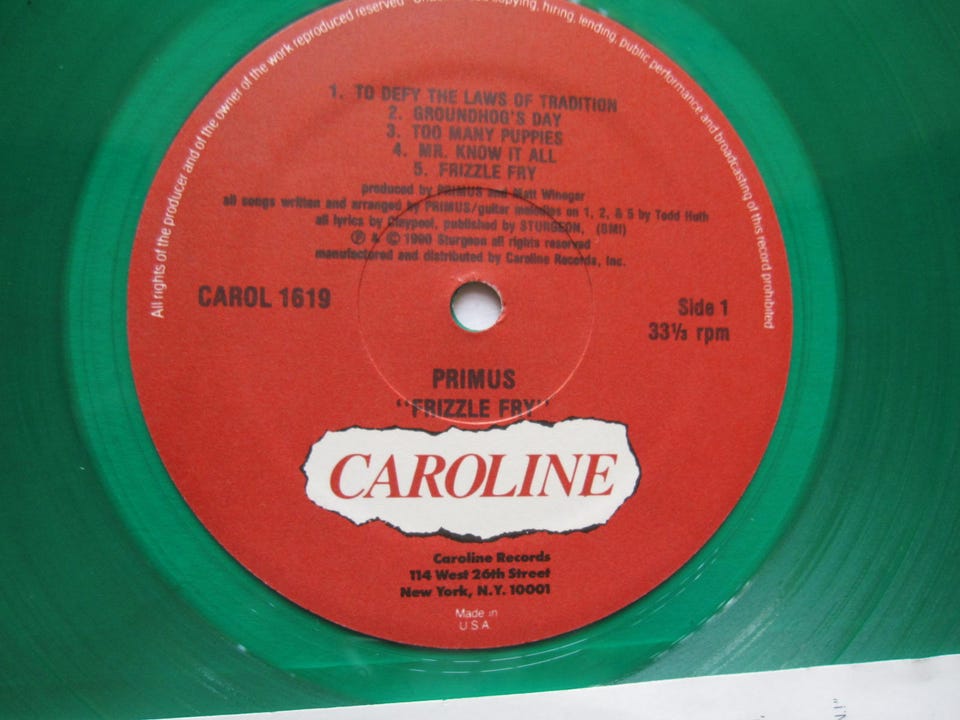 All rights of the producer and of the owner of the work reproduced reserved copying, hiring, lending, public performance and broadcasting of this record prohibited
1. TO DEFY THE LAWS OF TRADITION
2. GROUNDHOG'S DAY
3. TOO MANY PUPPIES
4. MR. KNOW IT ALL
5. FRIZZLE FRY
produced by PRIMUS and Matt Winegar
all songs written and arranged by PRIMUS/guitar melodies on 1, 2, & 5 by Todd Huth
all lyrics by Claypool, published by STURGEON, (BMI)
℗ & © 1990 Sturgeon all rights reserved
manufactured and distributed by Caroline Records, Inc.
CAROL 1619
Side 1
33⅓ rpm
PRIMUS
"FRIZZLE FRY"
CAROLINE
Caroline Records
114 West 26th Street
New York, N.Y. 10001
Made in
U S A